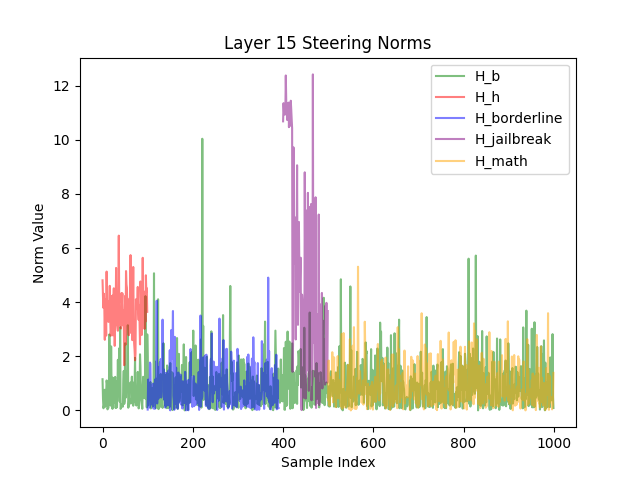 Layer 15 Steering Norms
Norm Value
12
10
8
6
4
2
0
H_b
H_h
H_borderline
H_jailbreak
H_math
0
200
400
600
800
1000
Sample Index